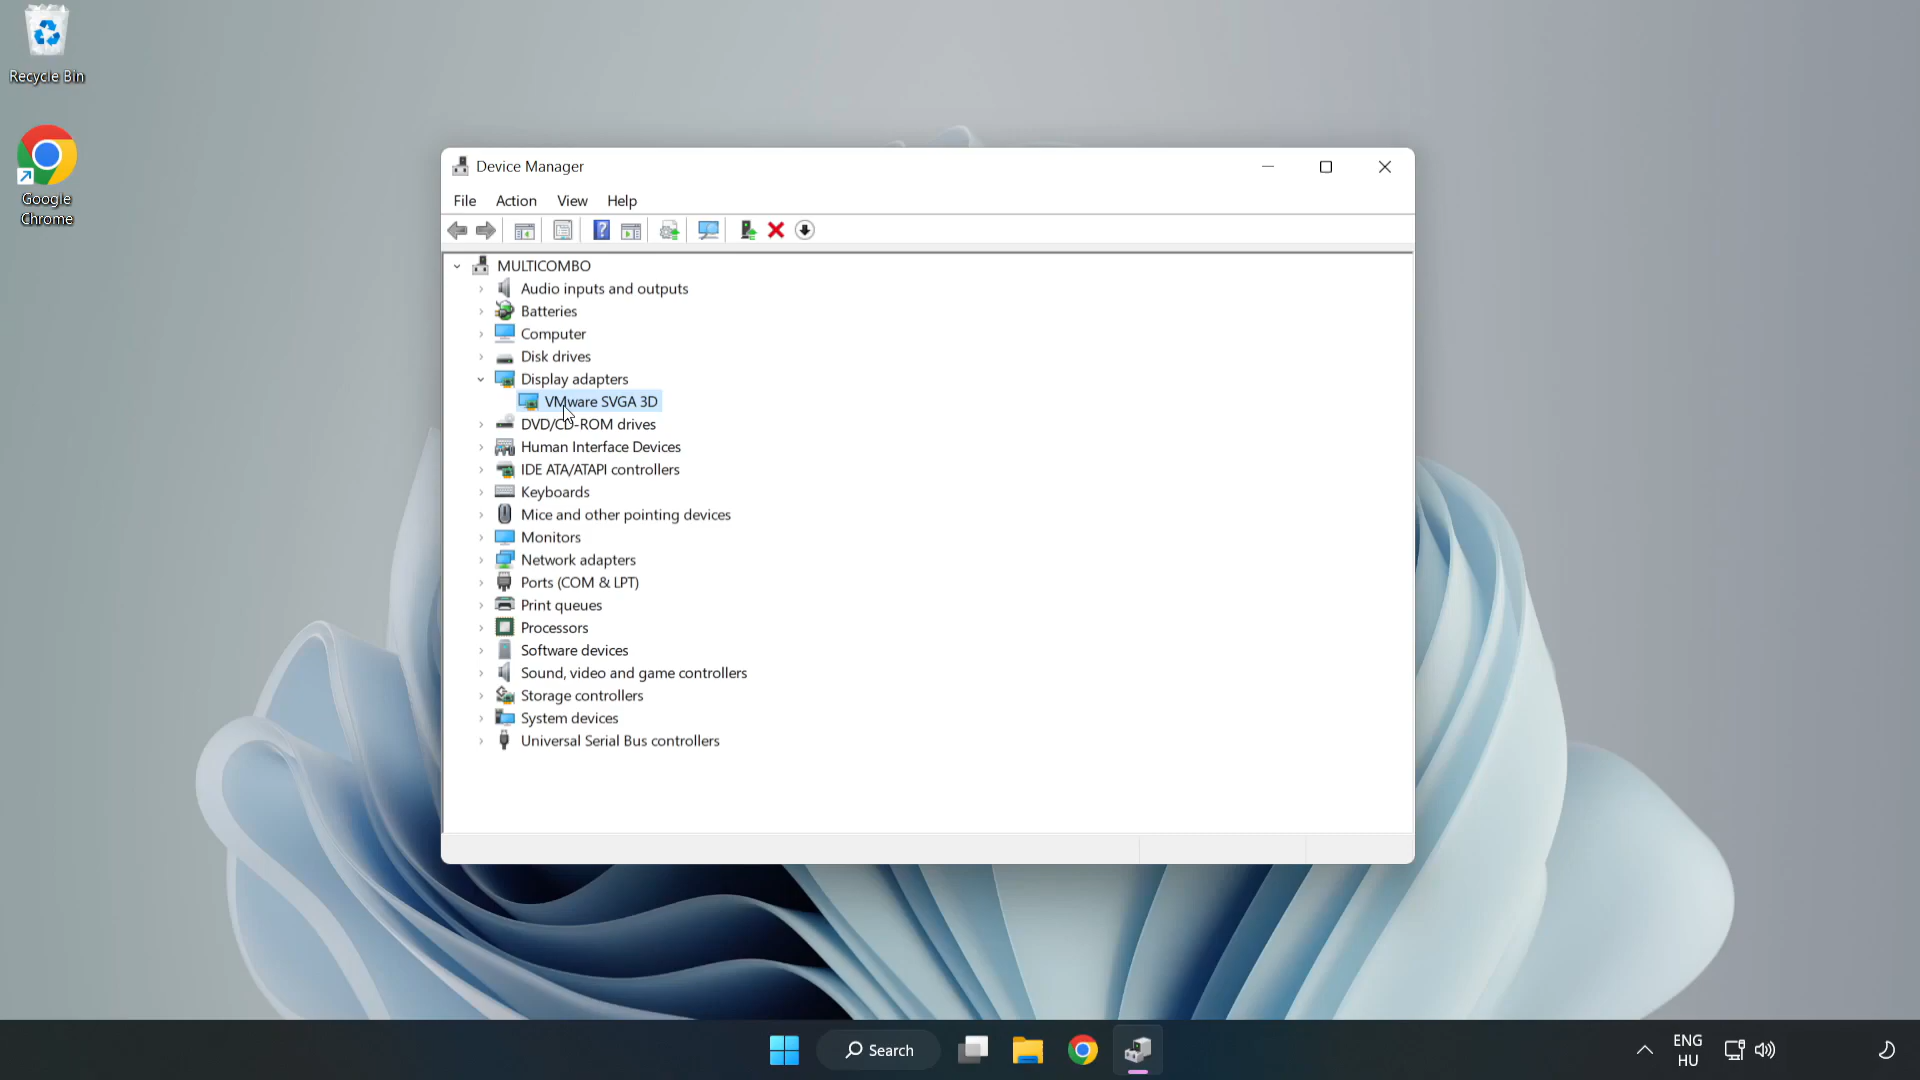 Recycle Bin
Google
Chrome
Device Manager
File Action View Help
MULTICOMBO
Audio inputs and outputs
Batteries
Computer
Disk drives
Display adapters
VMware SVGA 3D
DVD/CD-ROM drives
Human Interface Devices
IDE ATA/ATAPI controllers
Keyboards
Mice and other pointing devices
Monitors
Network adapters
Ports (COM & LPT)
Print queues
Processors
Software devices
Sound, video and game controllers
Storage controllers
System devices
Universal Serial Bus controllers
Search
ENG
HU